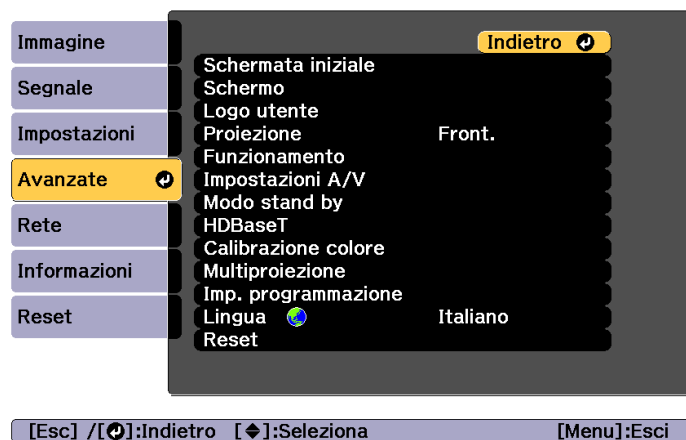 Immagine
Segnale
Impostazioni
Avanzate
Rete
Informazioni
Reset
Indietro
Schermata iniziale
Schermo
Logo utente
Proiezione Front.
Funzionamento
Impostazioni A/V
Modo stand by
HDBaseT
Calibrazione colore
Multiproiezione
Imp. programmazione
Lingua Italiano
Reset
[Esc] /[⏎]:Indietro [◆]:Seleziona [Menu]:Esci